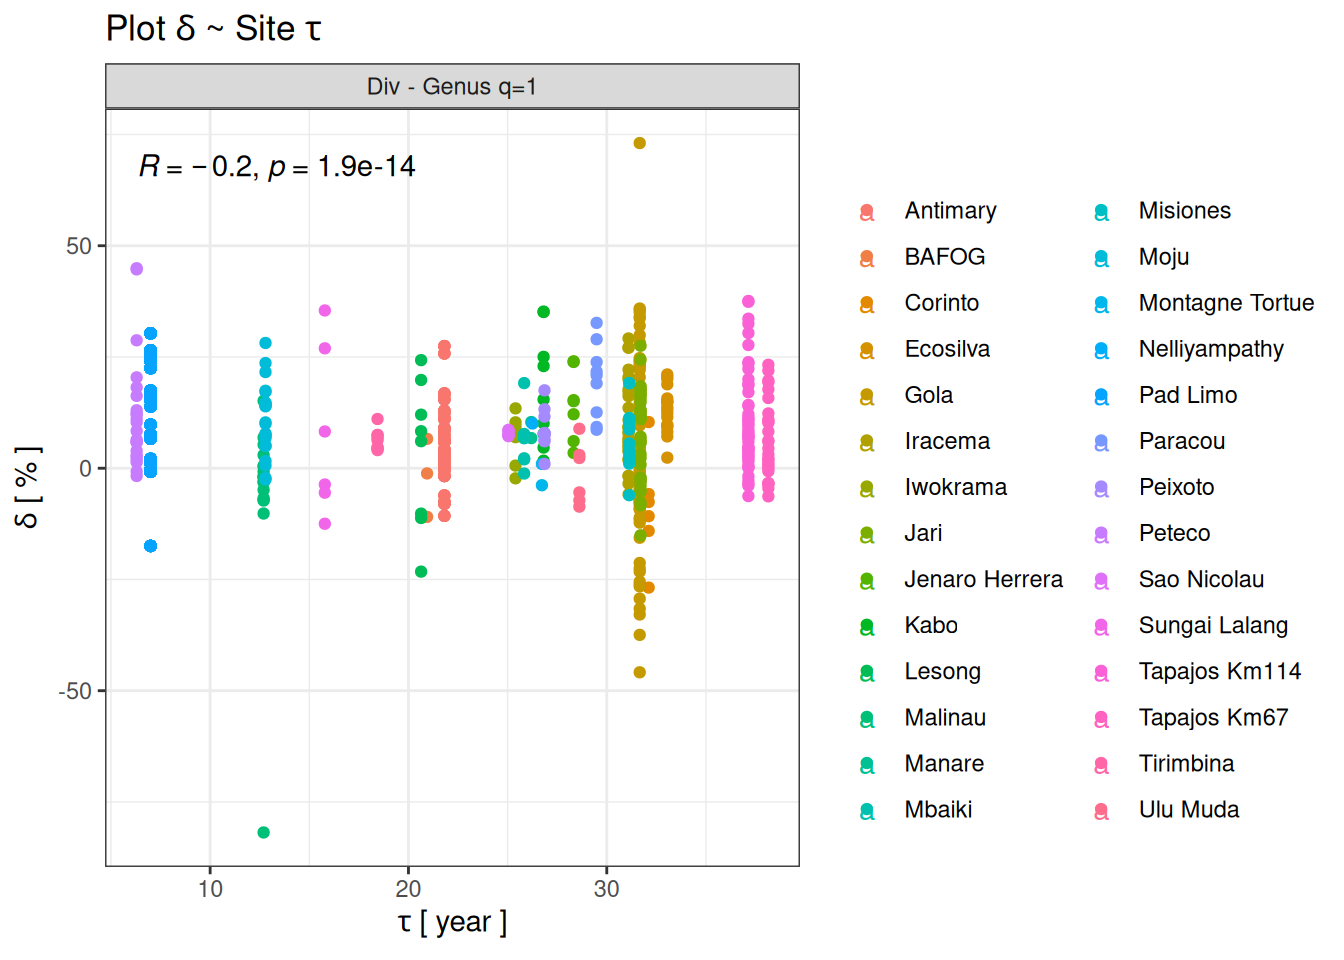 Plot δ ~ Site τ
Div - Genus q=1
R = −0.2, p = 1.9e-14
50
0
-50
δ [ % ]
10
20
30
τ [ year ]
a Antimary
a BAFOG
a Corinto
a Ecosilva
a Gola
a Iracema
a Iwokrama
a Jari
a Jenaro Herrera
a Kabo
a Lesong
a Malinau
a Manare
a Mbaiki
a Misiones
a Moju
a Montagne Tortue
a Nelliyampathy
a Pad Limo
a Paracou
a Peixoto
a Peteco
a Sao Nicolau
a Sungai Lalang
a Tapajos Km114
a Tapajos Km67
a Tirimbina
a Ulu Muda